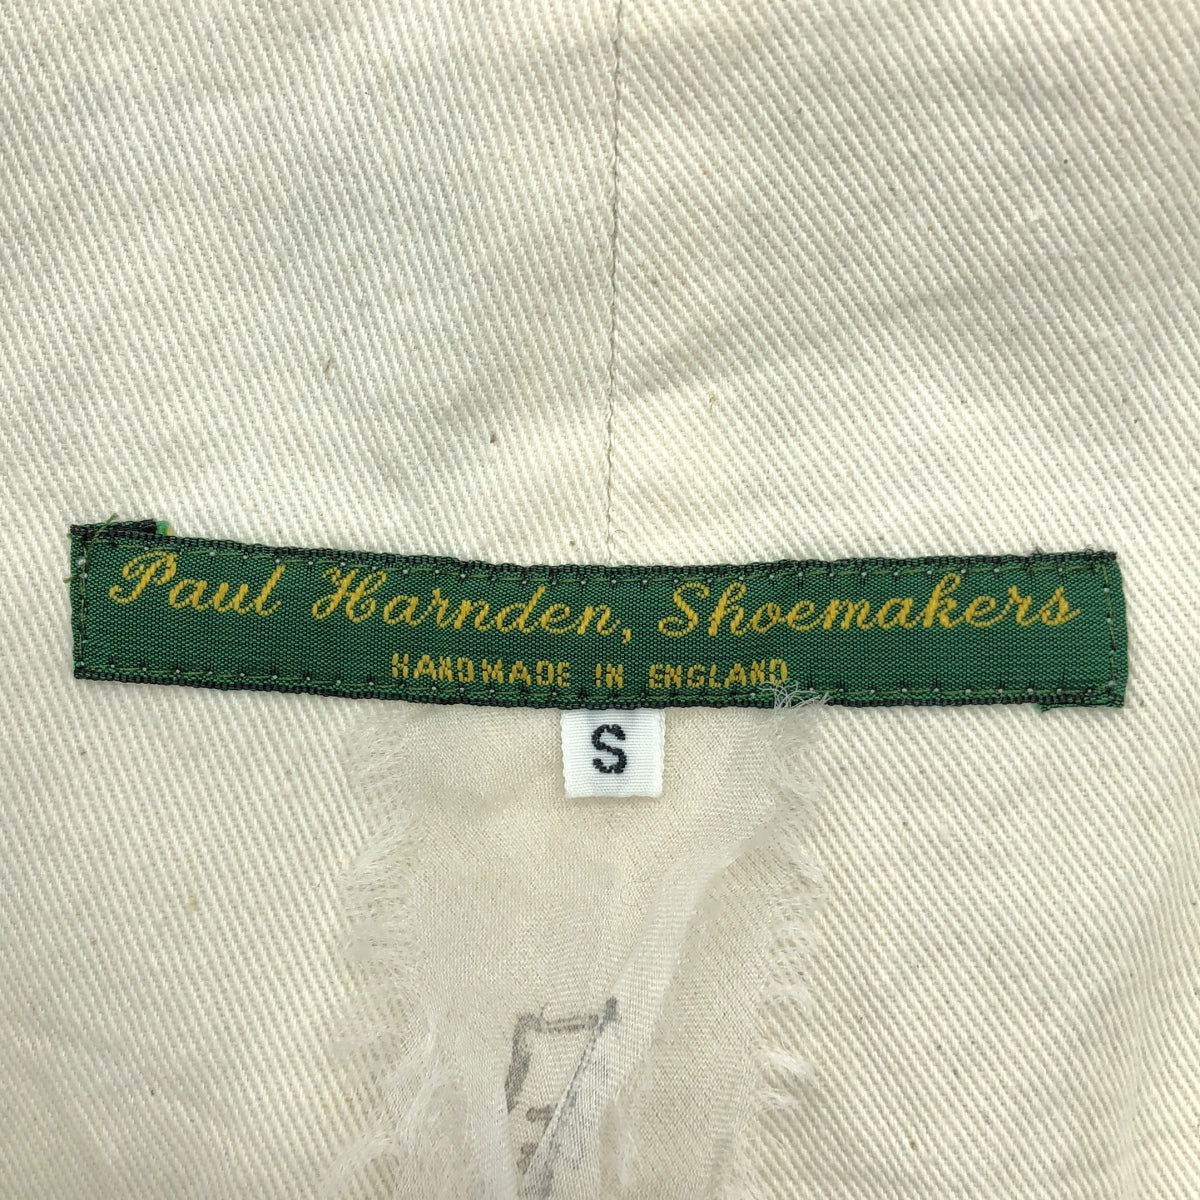 Paul Harnden, Shoemakers
HANDMADE IN ENGLAND
S